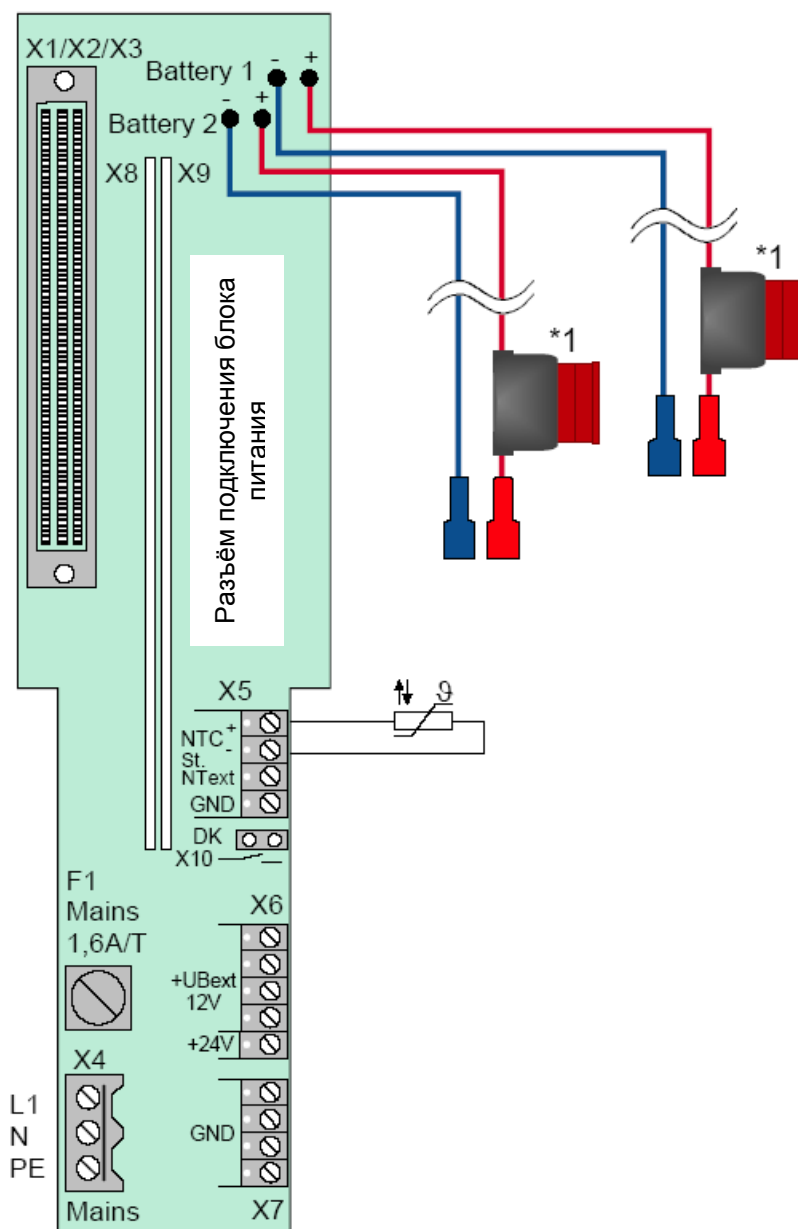 X1/X2/X3
Battery 1
- +
Battery 2
- +
X8 X9
*1
*1
Разъём подключения блока
питания
X5
NTC +
St. -
NText
GND
ϑ
DK
X10
F1
Mains
1,6A/T
X6
+UBext
12V
+24V
X4
L1
N
PE
GND
Mains
X7